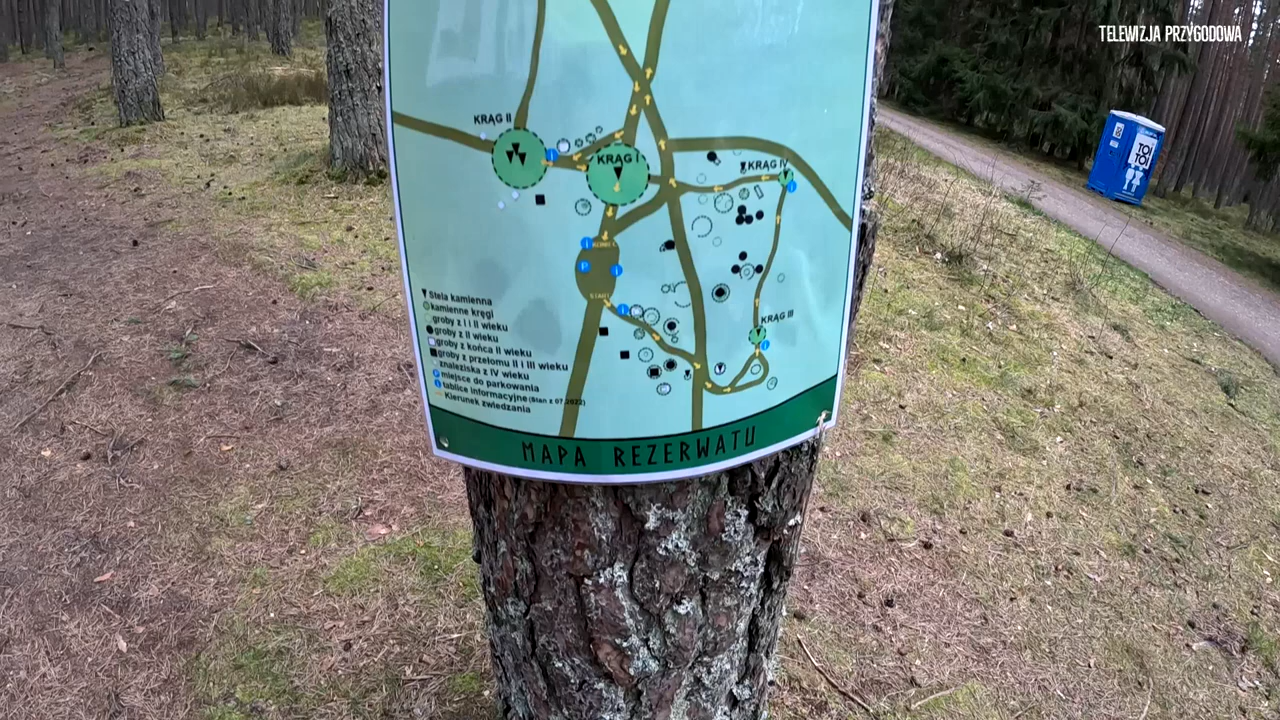 TELEWIZJA PRZYGODOWA
KRĄG II
KRĄG I
KRĄG IV
TOI
TOI
KONIEC
START
KRĄG III
Stela kamienna
kamienne kręgi
groby z I i II wieku
groby z II wieku
groby z końca II wieku
groby z przełomu II i III wieku
znaleziska z IV wieku
miejsce do parkowania
tablice informacyjne (Stan z 07.2022)
Kierunek zwiedzania
MAPA REZERWATU